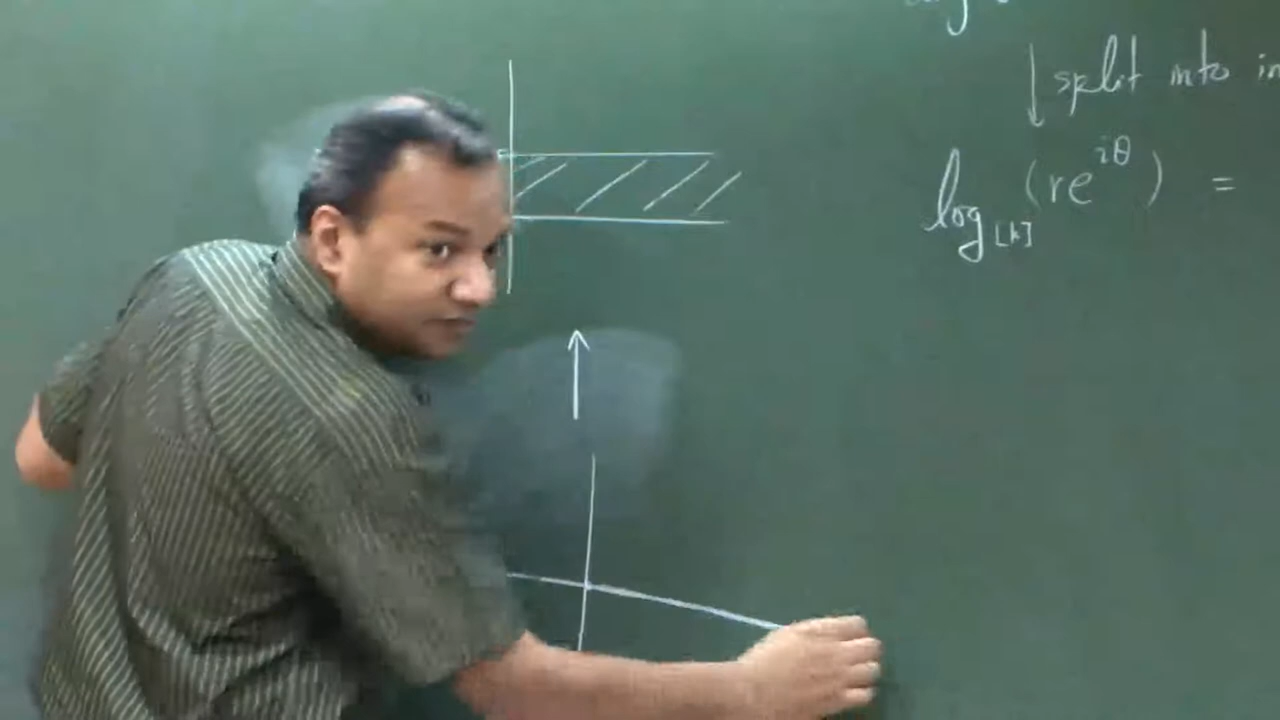 split into
log[k](re^{iθ}) =